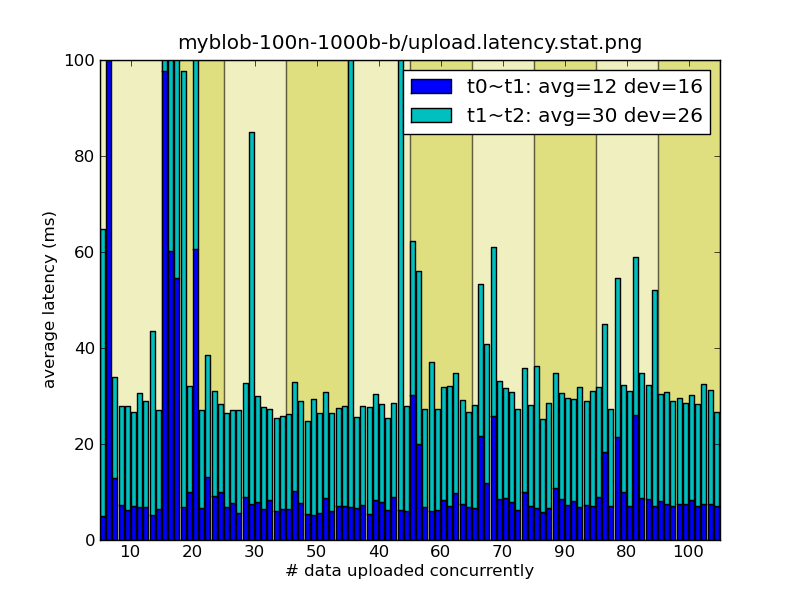 myblob-100n-1000b-b/upload.latency.stat.png
t0~t1: avg=12 dev=16
t1~t2: avg=30 dev=26
average latency (ms)
100
80
60
40
20
0
10 20 30 50 40 60 70 90 80 100
# data uploaded concurrently